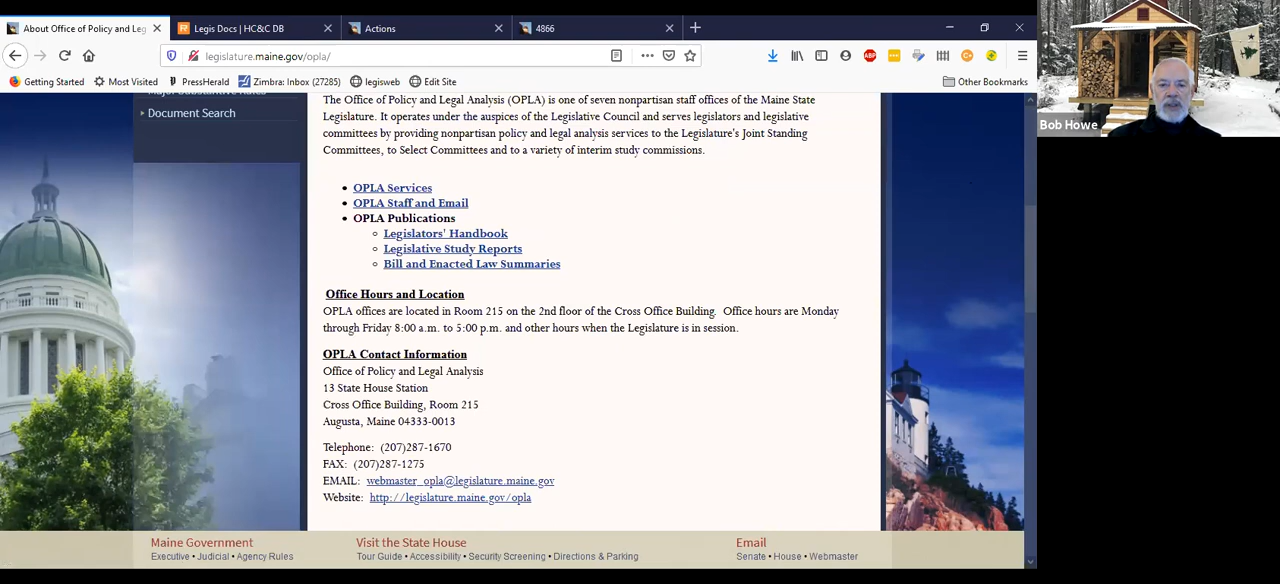 About Office of Policy and Leg
Legis Docs | HC&C DB
Actions
4866
legislature.maine.gov/opla/
Getting Started
Most Visited
PressHerald
Zimbra: Inbox (27285)
legisweb
Edit Site
Other Bookmarks
ABP
Bob Howe
Major Substantive Rules
Document Search
The Office of Policy and Legal Analysis (OPLA) is one of seven nonpartisan staff offices of the Maine State
Legislature. It operates under the auspices of the Legislative Council and serves legislators and legislative
committees by providing nonpartisan policy and legal analysis services to the Legislature's Joint Standing
Committees, to Select Committees and to a variety of interim study commissions.
OPLA Services
OPLA Staff and Email
OPLA Publications
Legislators' Handbook
Legislative Study Reports
Bill and Enacted Law Summaries
Office Hours and Location
OPLA offices are located in Room 215 on the 2nd floor of the Cross Office Building. Office hours are Monday
through Friday 8:00 a.m. to 5:00 p.m. and other hours when the Legislature is in session.
OPLA Contact Information
Office of Policy and Legal Analysis
13 State House Station
Cross Office Building, Room 215
Augusta, Maine 04333-0013
Telephone: (207)287-1670
FAX: (207)287-1275
EMAIL: webmaster_opla@legislature.maine.gov
Website: http://legislature.maine.gov/opla
Maine Government
Executive • Judicial • Agency Rules
Visit the State House
Tour Guide • Accessibility • Security Screening • Directions & Parking
Email
Senate • House • Webmaster